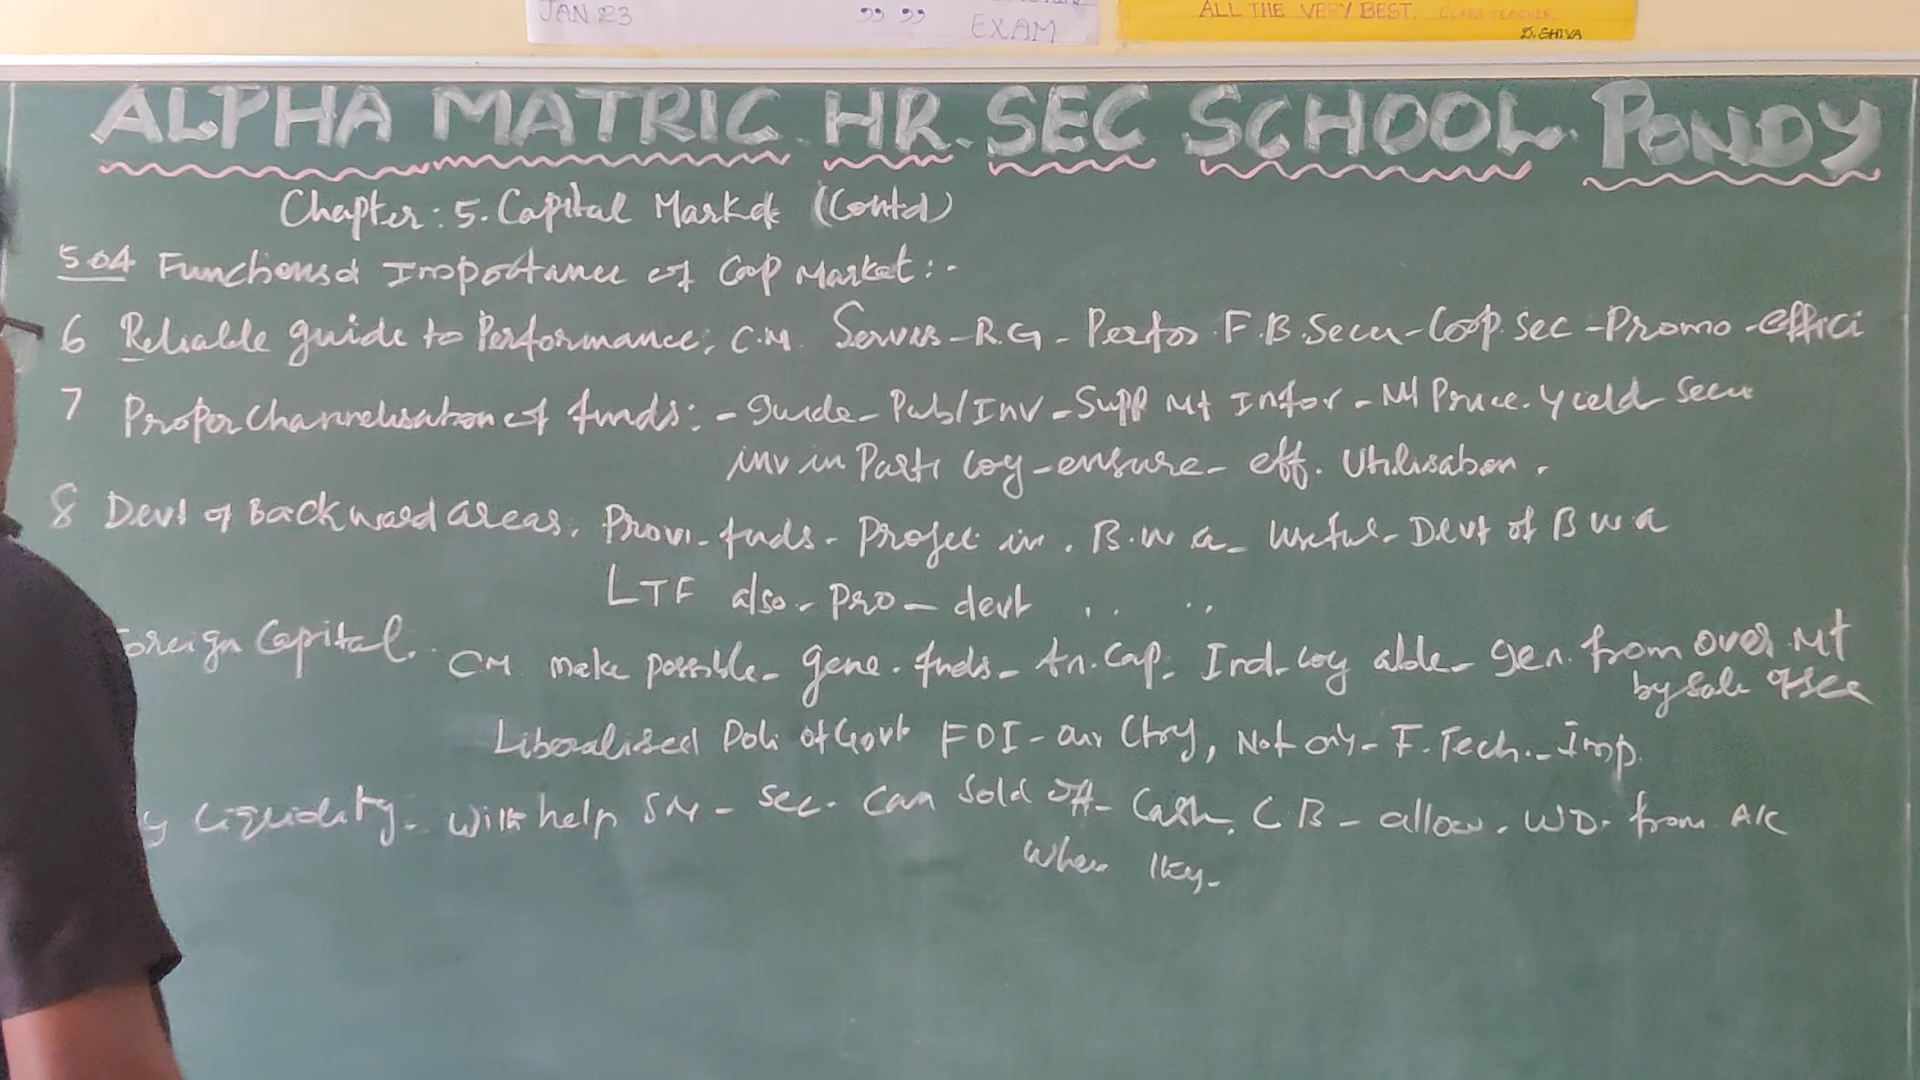 JAN 23 ,, ,, EXAM
ALL THE VERY BEST. CLASS TEACHER
D. SHIVA
ALPHA MATRIC. HR. SEC SCHOOL. PONDY
Chapter: 5. Capital Market (Contd)
5.04 Functions d Importance of Cap Market:-
6 Reliable guide to Performance: C.M. Serves - R.G - Perfor F.B. Secu - Corp. Sec - Promo - effici
7 Proper Channelisation of funds: - guide - Pub/Inv - Supp Mt Infor - Mt Price. Yield Secu
inv in Parti Coy - ensure - eff. Utilisation.
8 Devt of Backward areas. Provi. funds - Projec in. B.W a - Useful - Devt of B W a
LTF also - pro - devt .. ..
Foreign Capital. CM make possible - gene. funds - fn. Cap. Ind. Coy able - gen. from over Mt
by Sale of sec
Liberalised Poli of Govt FDI - our Ctry, Not only - F. Tech. - Imp.
y Liquidity - With help SM - Sec. Can Sold off - Cash. C B - allow. WD. from A/C
When